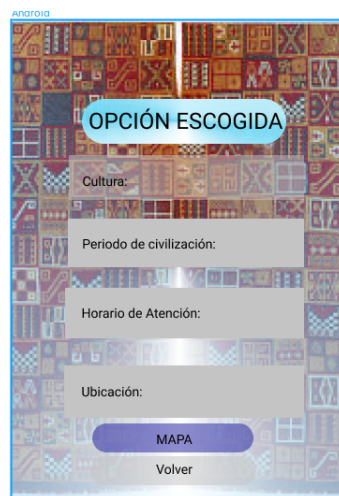 Android
OPCIÓN ESCOGIDA
Cultura:
Periodo de civilización:
Horario de Atención:
Ubicación:
MAPA
Volver